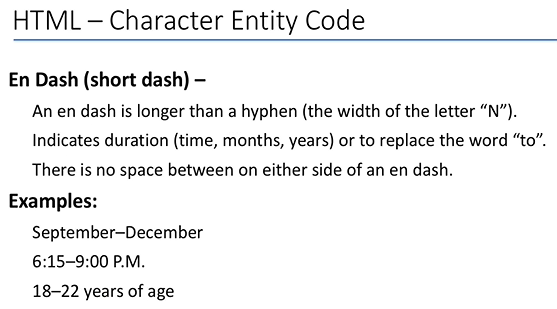 HTML – Character Entity Code
En Dash (short dash) –
An en dash is longer than a hyphen (the width of the letter “N”).
Indicates duration (time, months, years) or to replace the word “to”.
There is no space between on either side of an en dash.
Examples:
September–December
6:15–9:00 P.M.
18–22 years of age